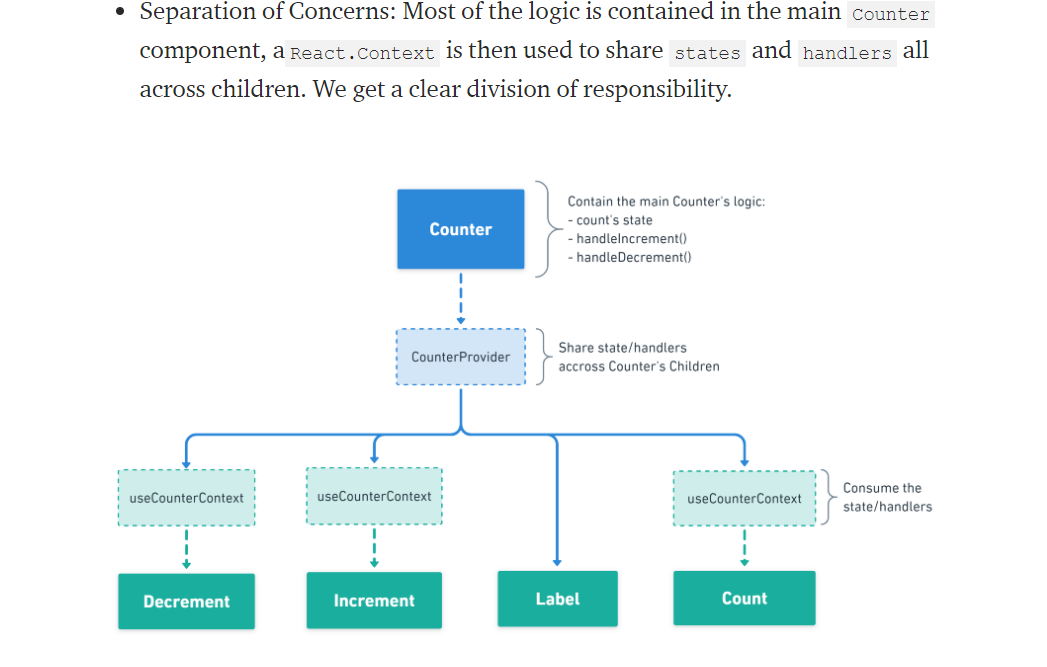 • Separation of Concerns: Most of the logic is contained in the main Counter
component, a React.Context is then used to share states and handlers all
across children. We get a clear division of responsibility.
Counter
Contain the main Counter's logic:
- count's state
- handleIncrement()
- handleDecrement()
CounterProvider
Share state/handlers
accross Counter's Children
useCounterContext
useCounterContext
useCounterContext
Consume the
state/handlers
Decrement
Increment
Label
Count